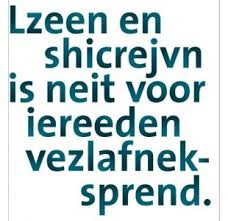 Lzeen en
shicrejvn
is neit voor
iereeden
vezlafnek-
sprend.